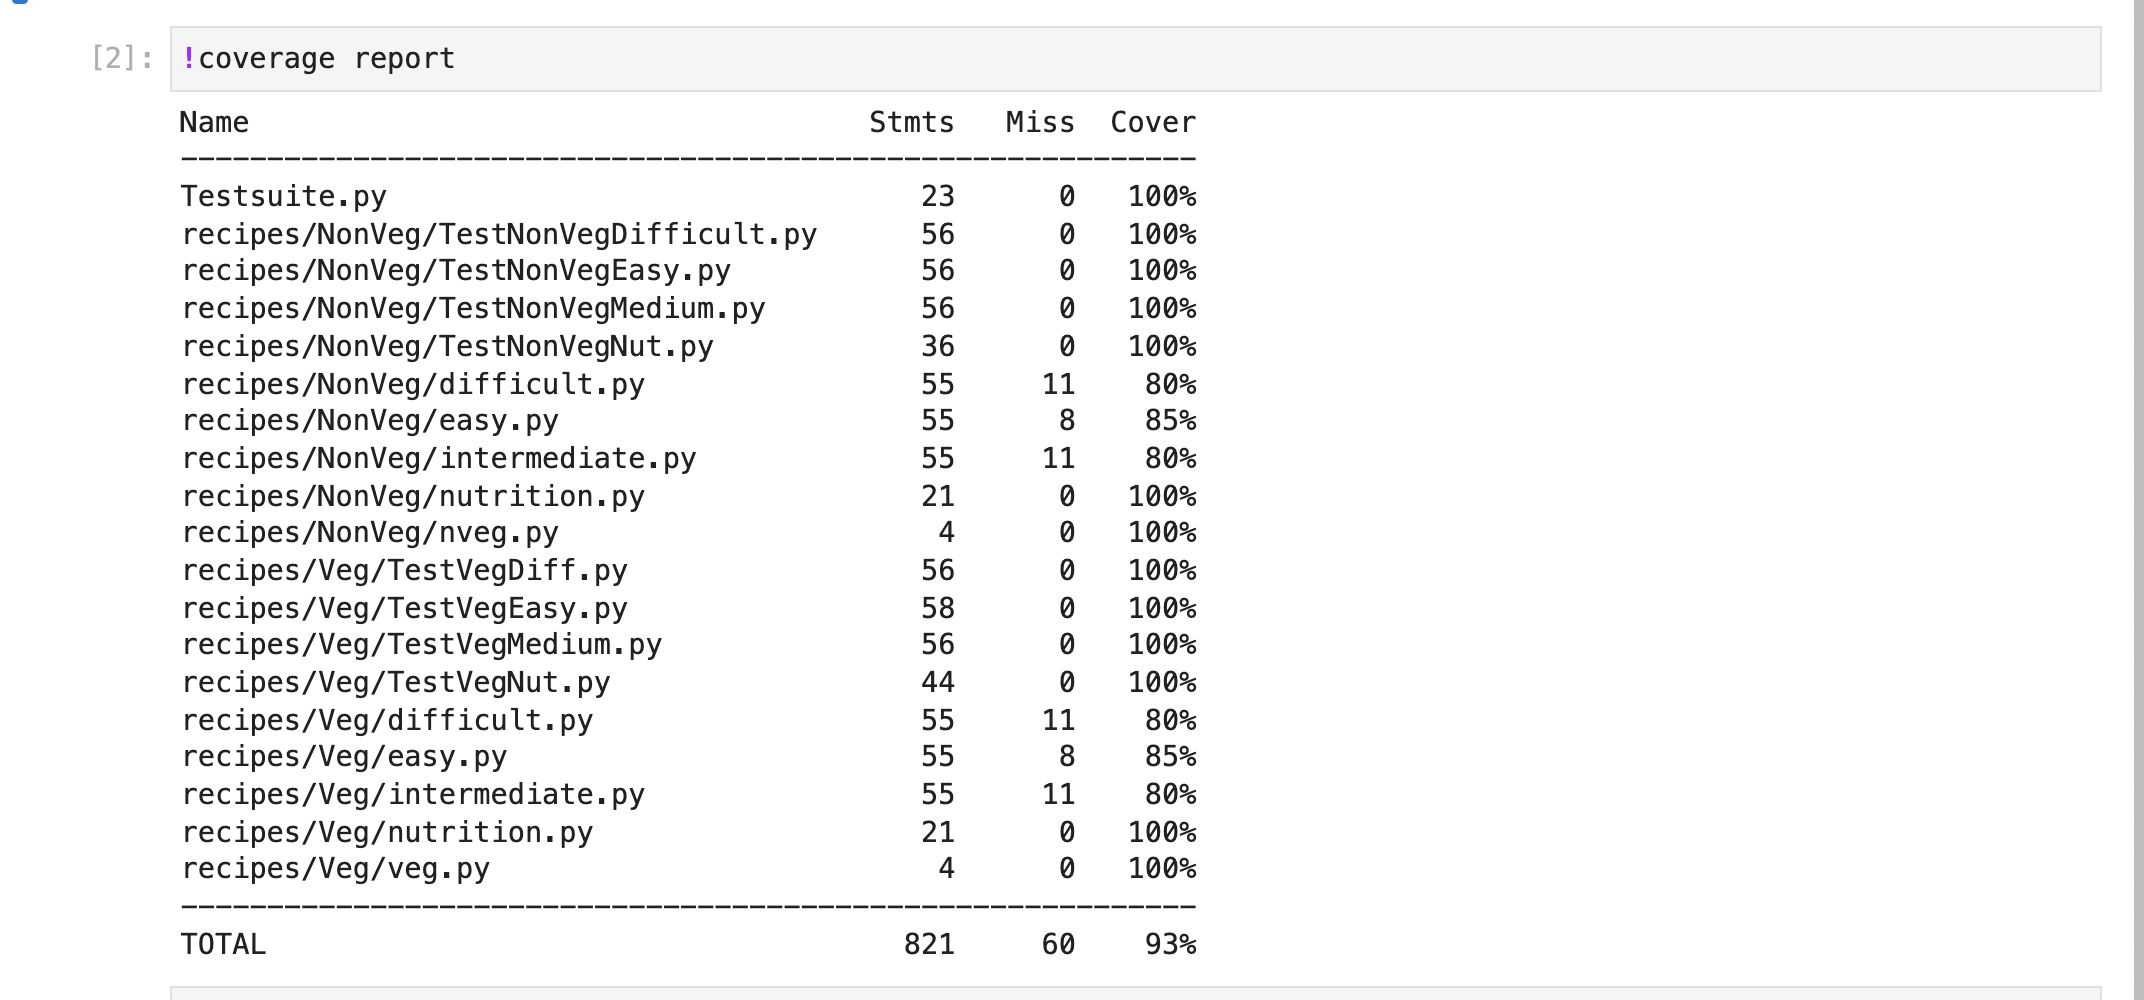 [2]: !coverage report
Name Stmts Miss Cover
-----------------------------------------------------------
Testsuite.py 23 0 100%
recipes/NonVeg/TestNonVegDifficult.py 56 0 100%
recipes/NonVeg/TestNonVegEasy.py 56 0 100%
recipes/NonVeg/TestNonVegMedium.py 56 0 100%
recipes/NonVeg/TestNonVegNut.py 36 0 100%
recipes/NonVeg/difficult.py 55 11 80%
recipes/NonVeg/easy.py 55 8 85%
recipes/NonVeg/intermediate.py 55 11 80%
recipes/NonVeg/nutrition.py 21 0 100%
recipes/NonVeg/nveg.py 4 0 100%
recipes/Veg/TestVegDiff.py 56 0 100%
recipes/Veg/TestVegEasy.py 58 0 100%
recipes/Veg/TestVegMedium.py 56 0 100%
recipes/Veg/TestVegNut.py 44 0 100%
recipes/Veg/difficult.py 55 11 80%
recipes/Veg/easy.py 55 8 85%
recipes/Veg/intermediate.py 55 11 80%
recipes/Veg/nutrition.py 21 0 100%
recipes/Veg/veg.py 4 0 100%
-----------------------------------------------------------
TOTAL 821 60 93%